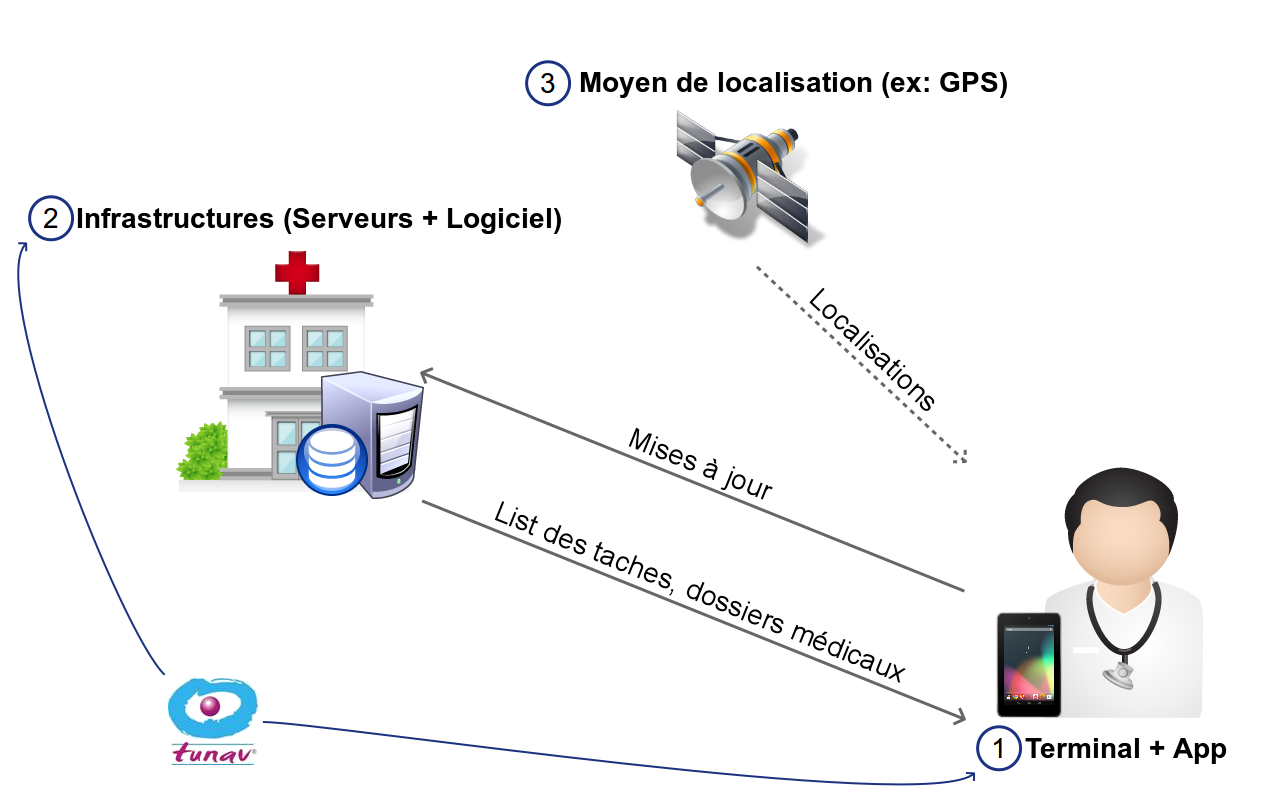 3 Moyen de localisation (ex: GPS)
2 Infrastructures (Serveurs + Logiciel)
Localisations
Mises à jour
List des taches, dossiers médicaux
tunav
1 Terminal + App